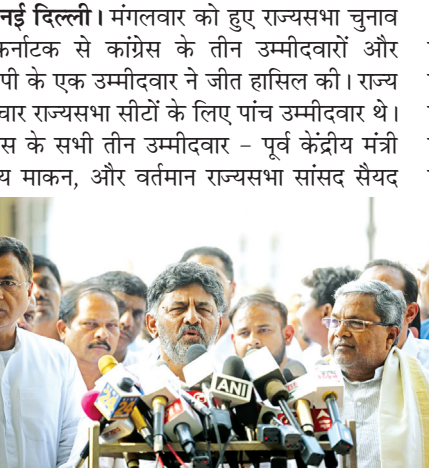 नई दिल्ली। मंगलवार को हुए राज्यसभा चुनाव
कर्नाटक से कांग्रेस के तीन उम्मीदवारों और
पी के एक उम्मीदवार ने जीत हासिल की। राज्य
चार राज्यसभा सीटों के लिए पांच उम्मीदवार थे।
स के सभी तीन उम्मीदवार – पूर्व केंद्रीय मंत्री
य माकन, और वर्तमान राज्यसभा सांसद सैयद
ANI